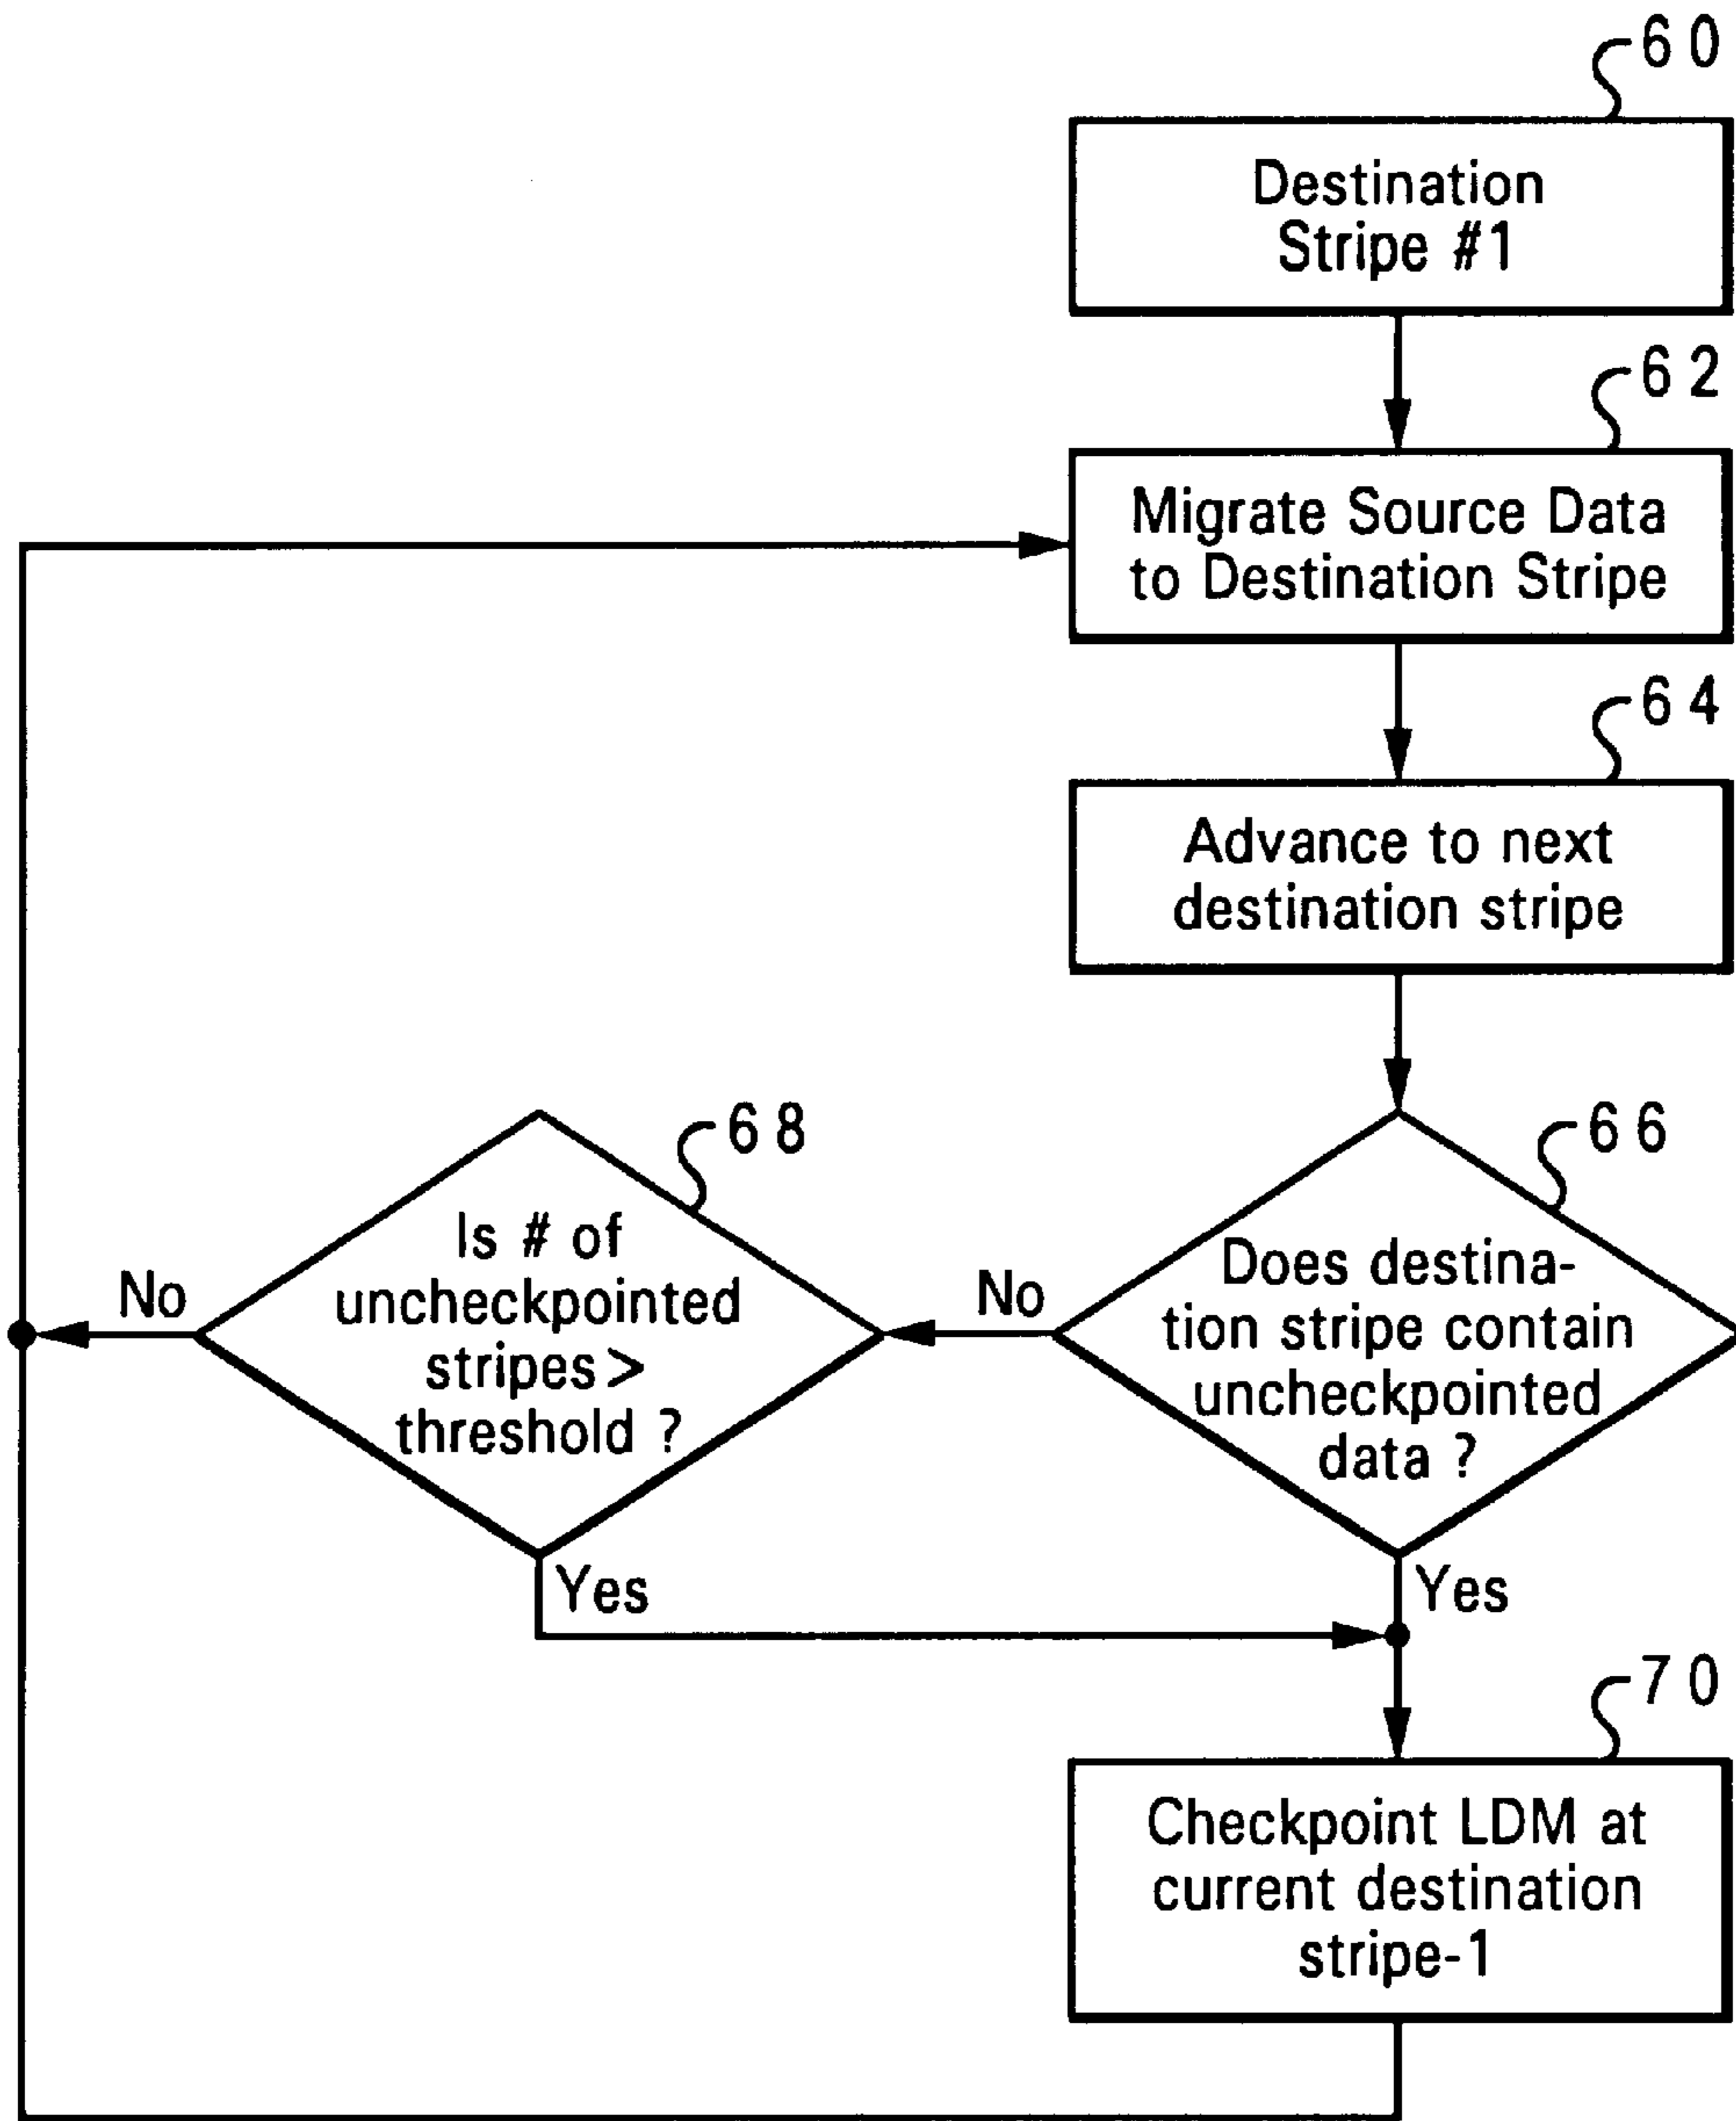 60
Destination
Stripe #1
62
Migrate Source Data
to Destination Stripe
64
Advance to next
destination stripe
68
Is # of
uncheckpointed
stripes >
threshold ?
No
Yes
66
Does destina-
tion stripe contain
uncheckpointed
data ?
No
Yes
70
Checkpoint LDM at
current destination
stripe-1